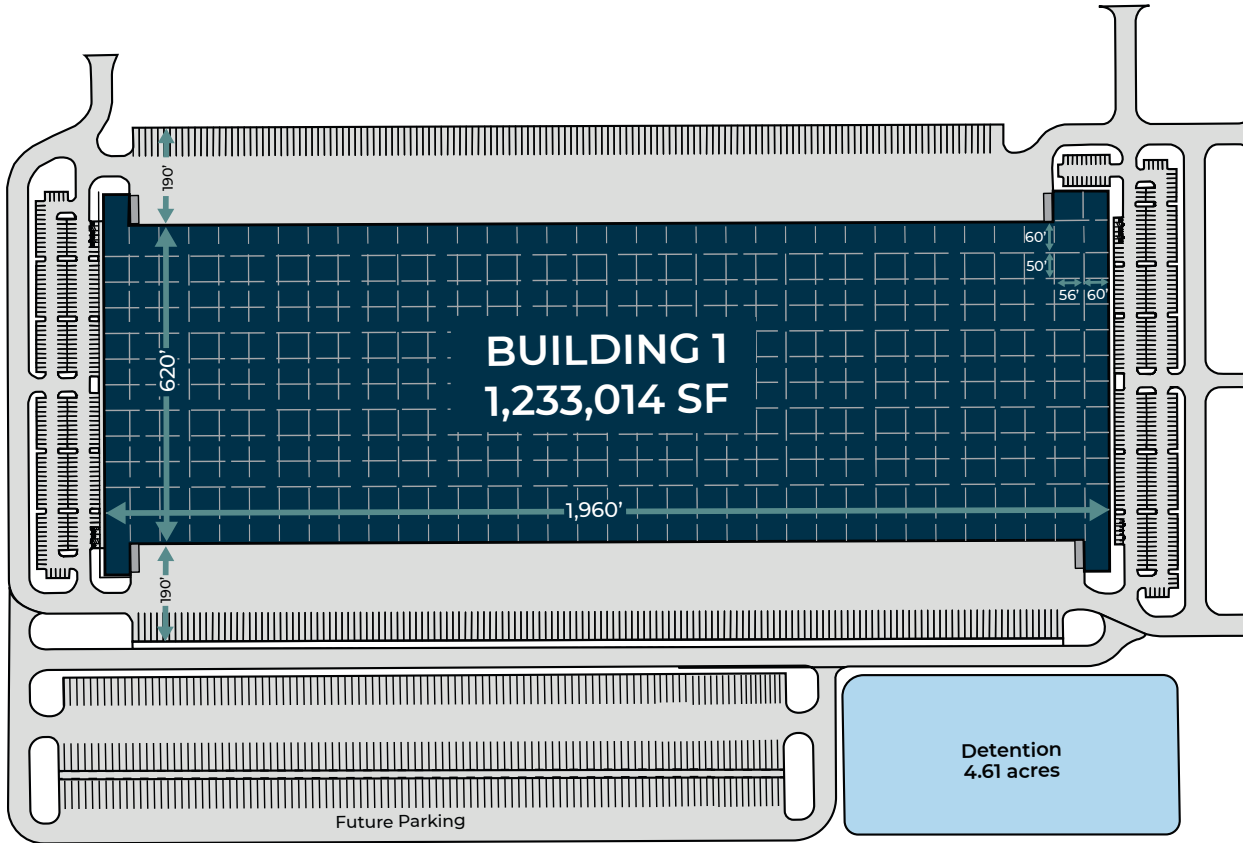 190’
60’
50’
56’ 60’
620’
BUILDING 1
1,233,014 SF
1,960’
190’
Detention
4.61 acres
Future Parking